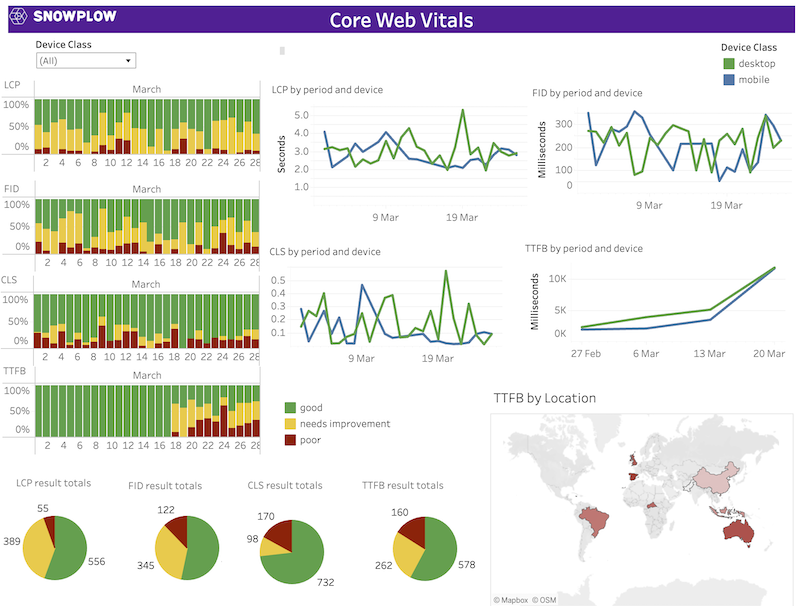 SNOWPLOW
Core Web Vitals
Device Class
(All)
Device Class
desktop
mobile
LCP
March
100%
50%
0%
2 4 6 8 10 12 14 16 18 20 22 24 26 28
FID
March
100%
50%
0%
2 4 6 8 10 12 14 16 18 20 22 24 26 28
CLS
March
100%
50%
0%
2 4 6 8 10 12 14 16 18 20 22 24 26 28
TTFB
March
100%
50%
0%
2 4 6 8 10 12 14 16 18 20 22 24 26 28
LCP by period and device
Seconds
5.0
4.0
3.0
2.0
1.0
9 Mar 19 Mar
FID by period and device
Milliseconds
300
200
100
0
9 Mar 19 Mar
CLS by period and device
0.5
0.4
0.3
0.2
0.1
9 Mar 19 Mar
TTFB by period and device
Milliseconds
10K
5K
0K
27 Feb 6 Mar 13 Mar 20 Mar
good
needs improvement
poor
LCP result totals
55
389
556
FID result totals
122
345
CLS result totals
170
98
732
TTFB result totals
160
262
578
TTFB by Location
© Mapbox © OSM